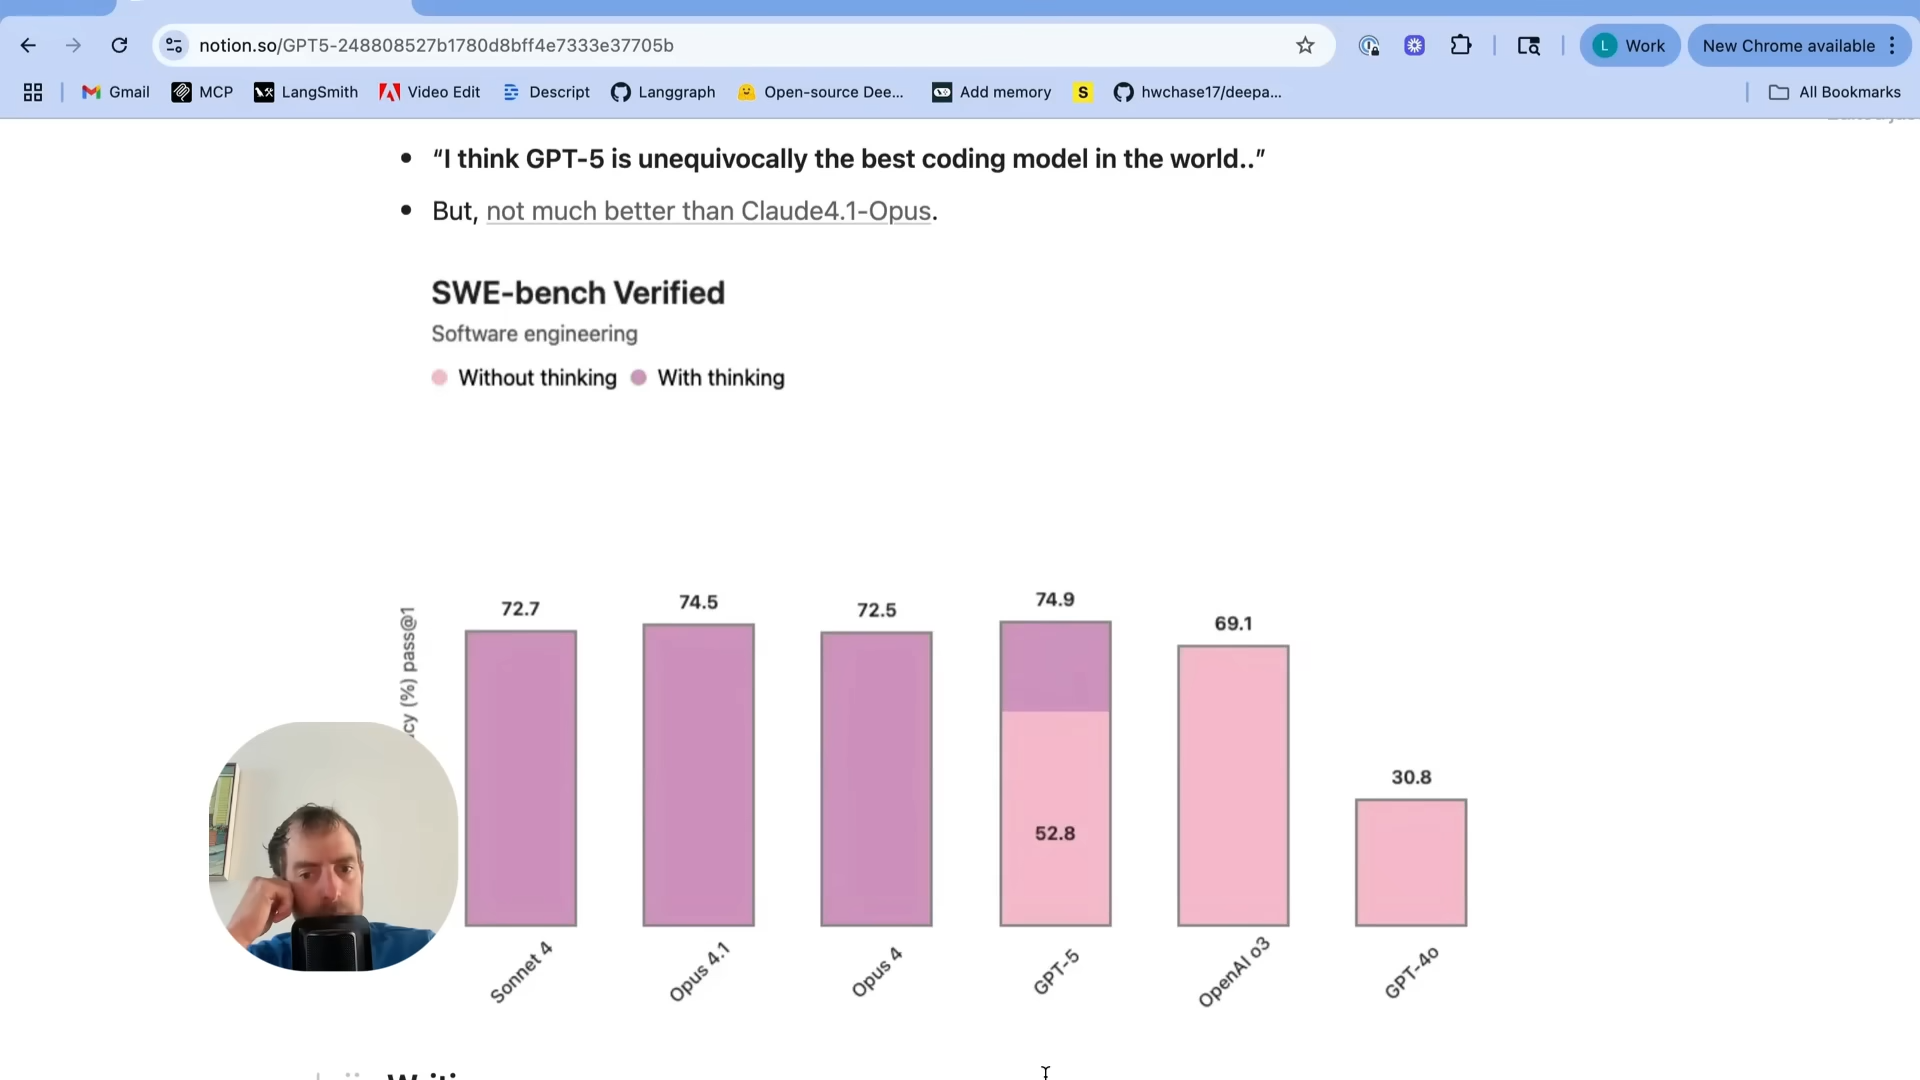 notion.so/GPT5-248808527b1780d8bff4e7333e37705b
L Work
New Chrome available
Gmail
MCP
LangSmith
Video Edit
Descript
Langgraph
Open-source Dee...
Add memory
S
hwchase17/deepa...
All Bookmarks
• “I think GPT-5 is unequivocally the best coding model in the world..”
• But, not much better than Claude4.1-Opus.
SWE-bench Verified
Software engineering
Without thinking With thinking
(%) pass@1
72.7
74.5
72.5
74.9
69.1
30.8
52.8
Sonnet 4
Opus 4.1
Opus 4
GPT-5
OpenAI o3
GPT-4o